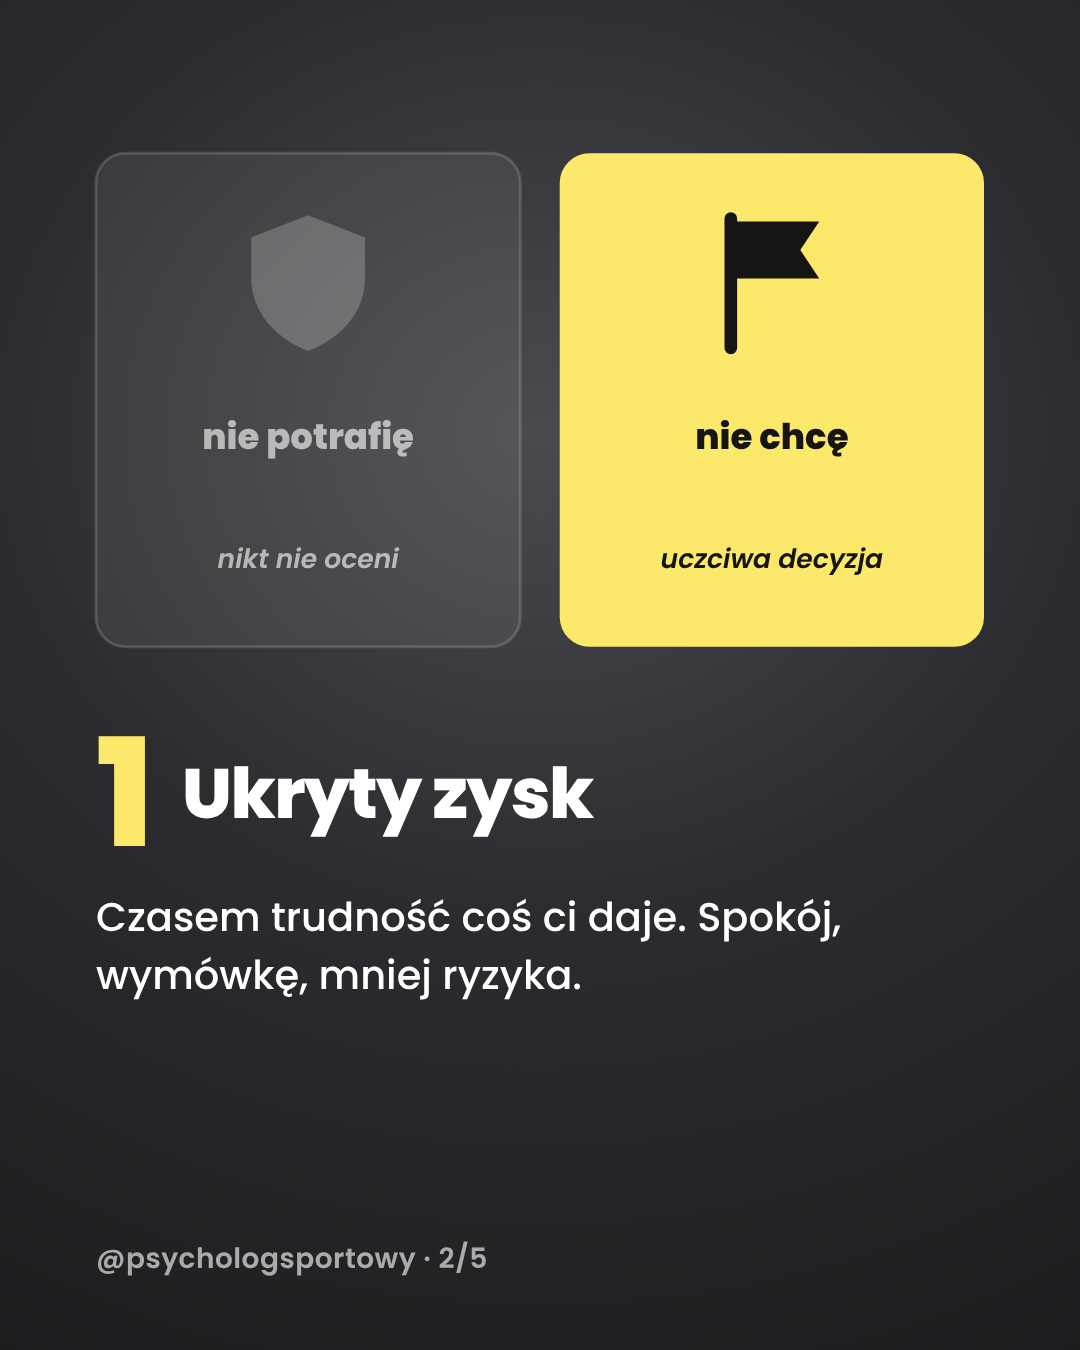 nie potrafię
nikt nie oceni
nie chcę
uczciwa decyzja
1 Ukryty zysk
Czasem trudność coś ci daje. Spokój,
wymówkę, mniej ryzyka.
@psychologsportowy · 2/5